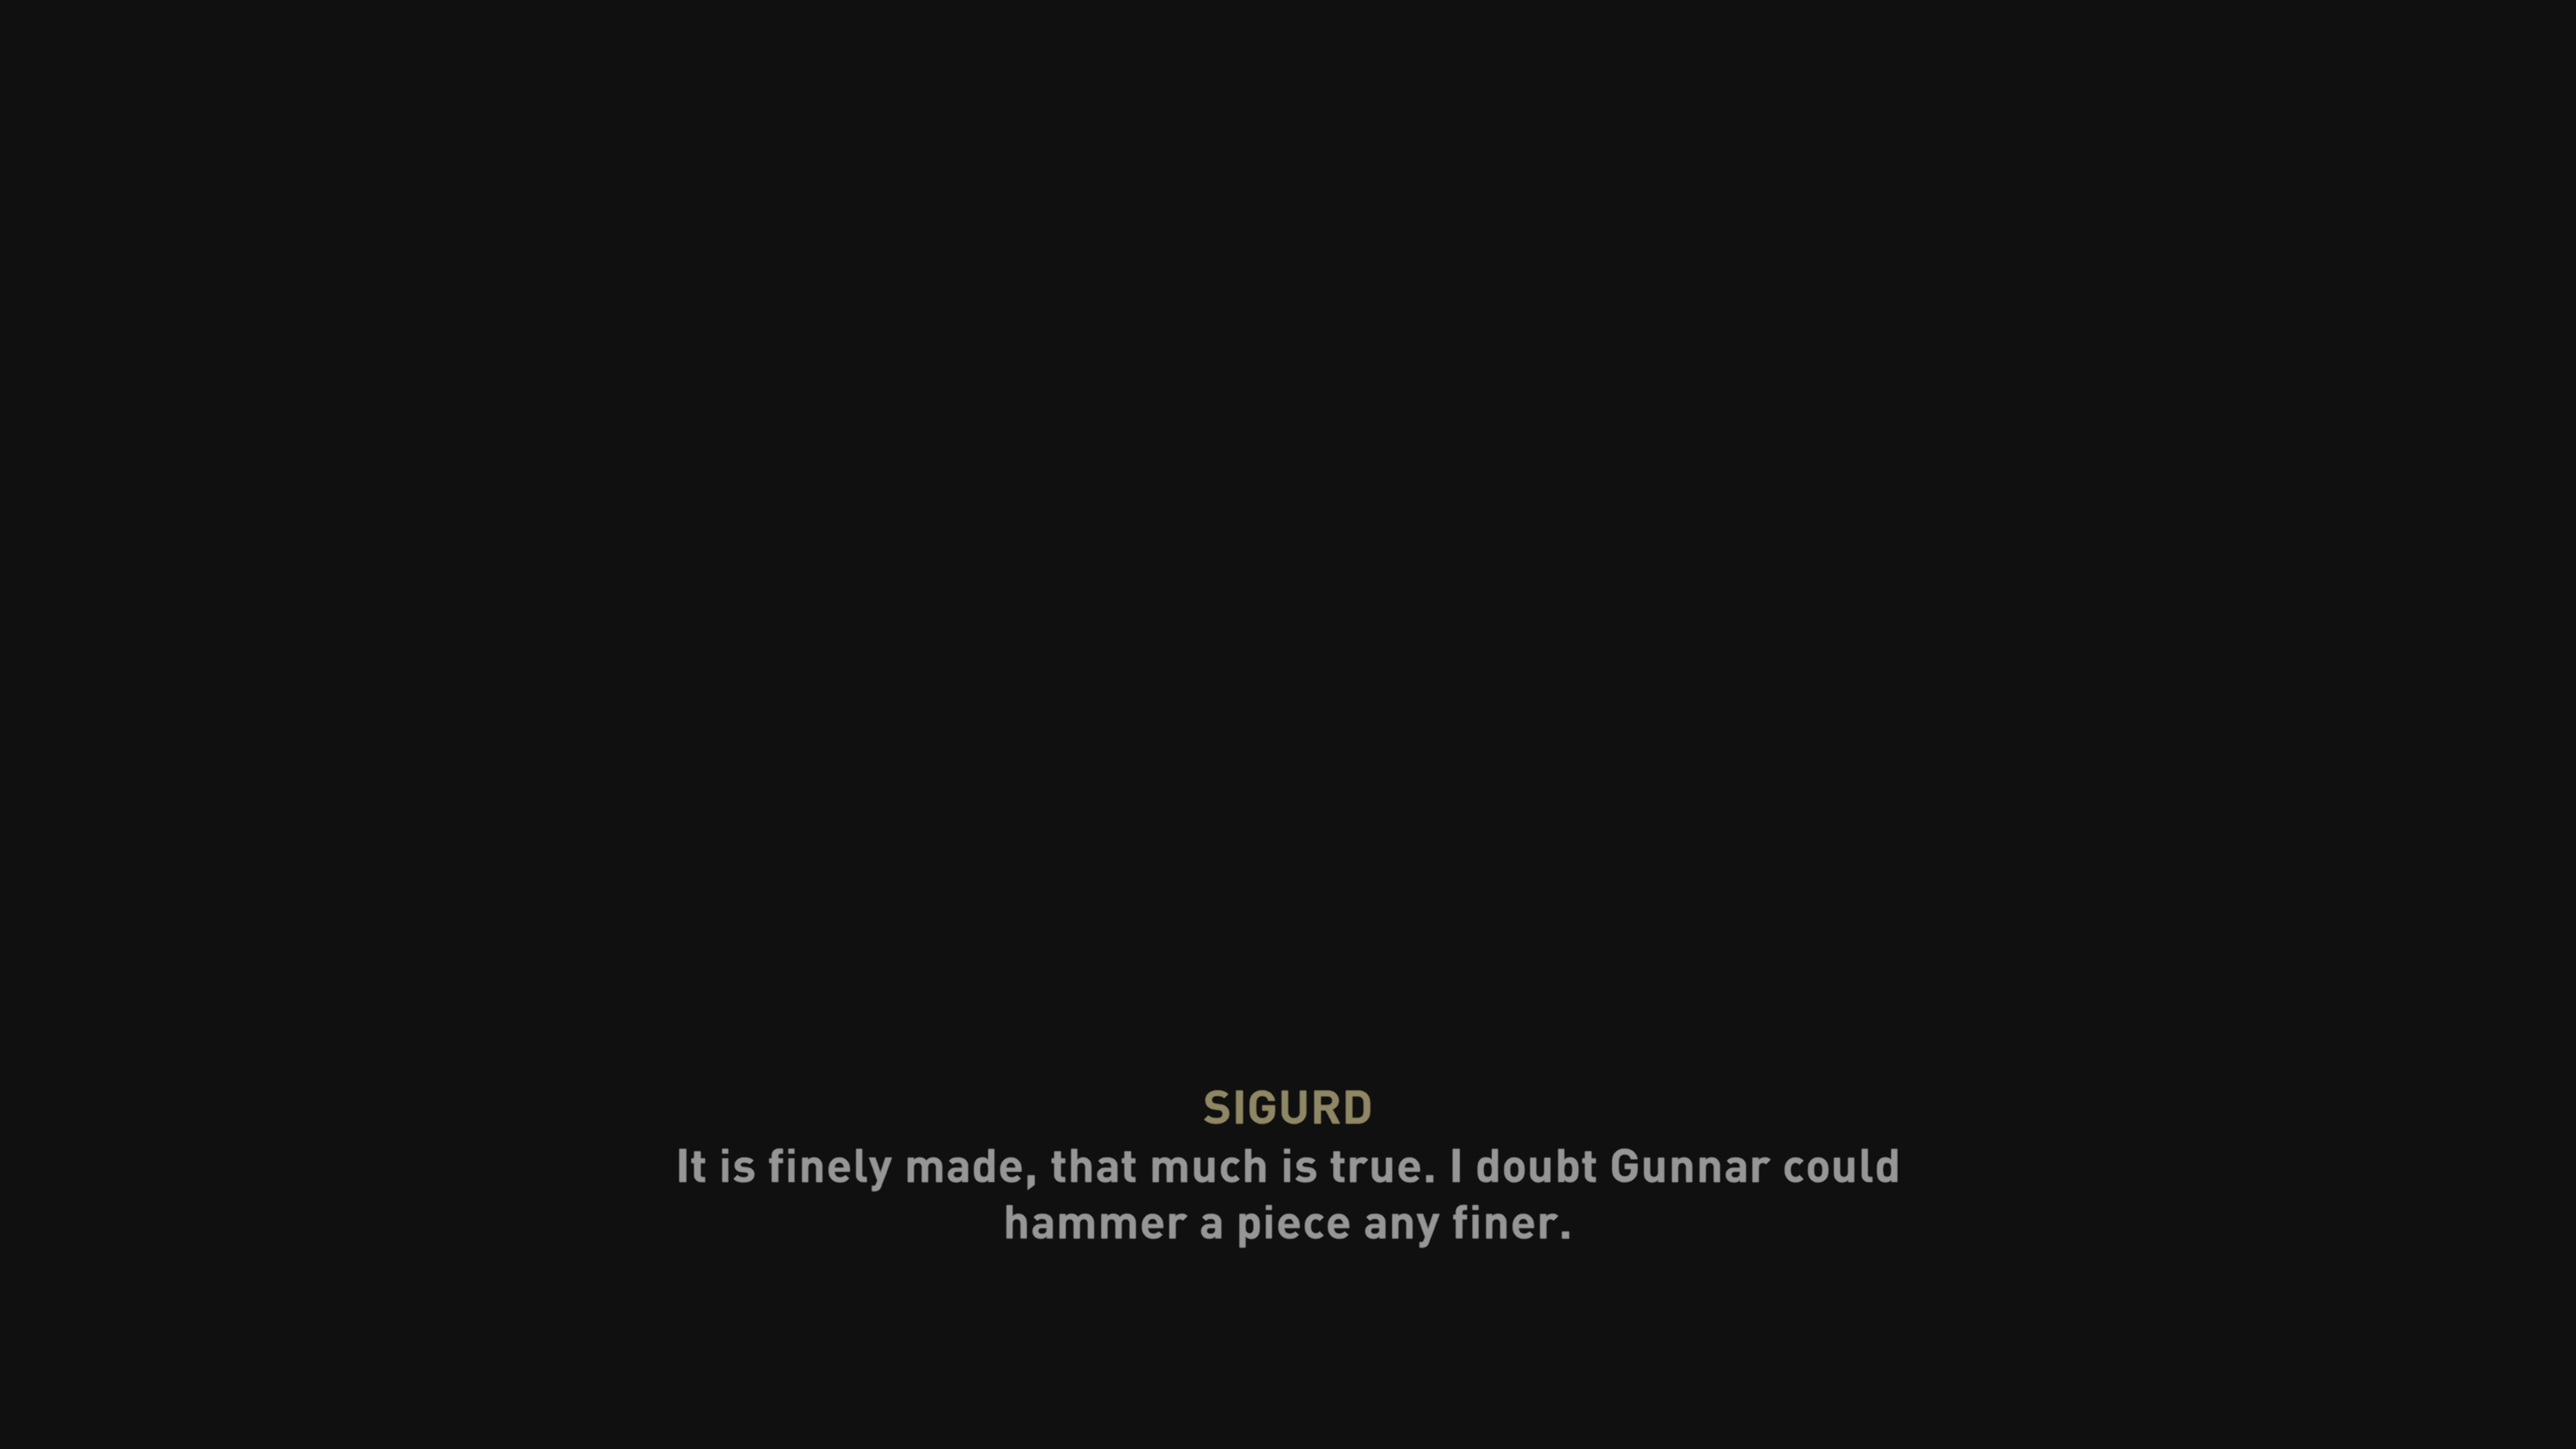 SIGURD
It is finely made, that much is true. I doubt Gunnar could
hammer a piece any finer.